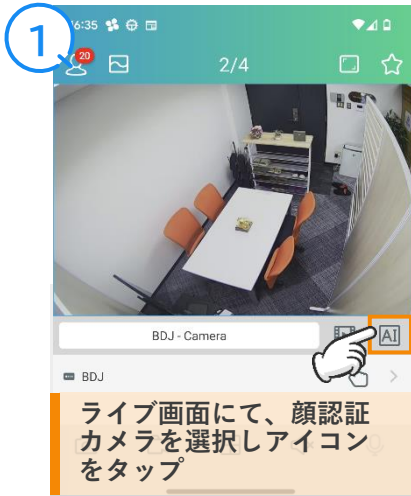 1
6:35
20
2/4
BDJ - Camera
AI
BDJ
ライブ画面にて、顔認証
カメラを選択しアイコン
をタップ